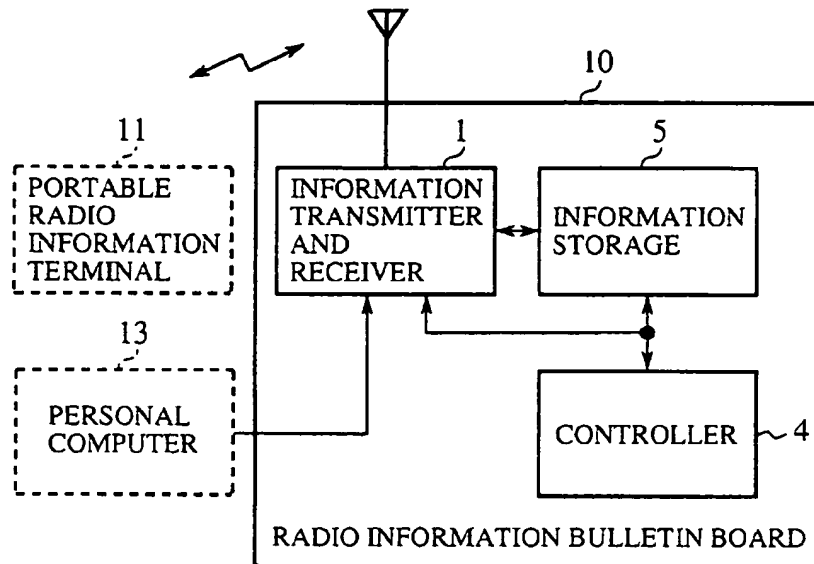 10
11
PORTABLE
RADIO
INFORMATION
TERMINAL
1
INFORMATION
TRANSMITTER
AND
RECEIVER
5
INFORMATION
STORAGE
13
PERSONAL
COMPUTER
CONTROLLER
4
RADIO INFORMATION BULLETIN BOARD